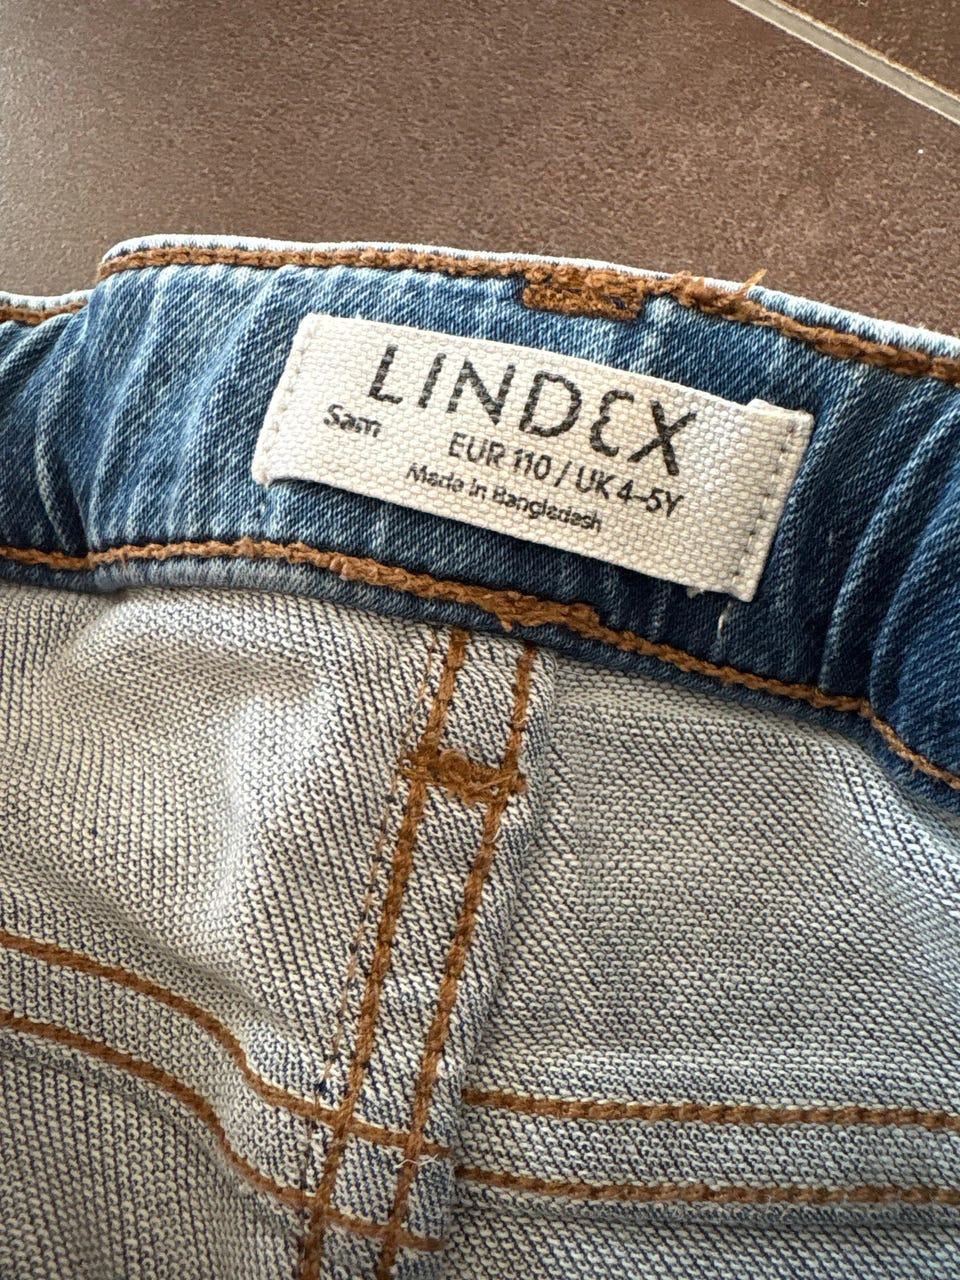 LINDEX
Sam
EUR 110 / UK 4-5Y
Made in Bangladesh